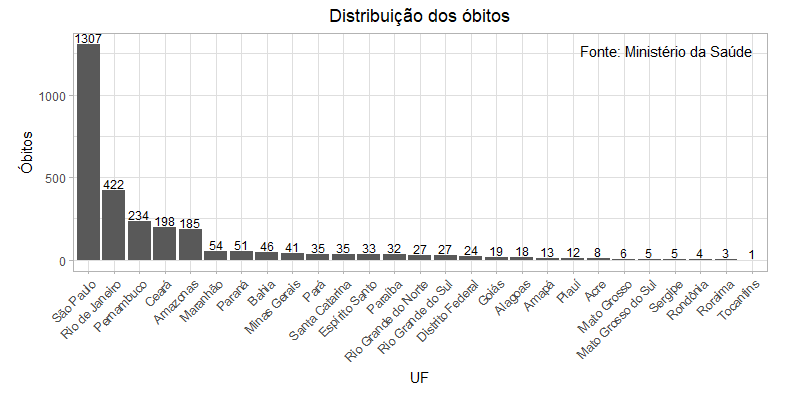 Distribuição dos óbitos
Fonte: Ministério da Saúde
Óbitos
1000
500
0
1307
422
234
198
185
54
51
46
41
35
35
33
32
27
27
24
19
18
13
12
8
6
5
5
4
3
1
São Paulo
Rio de Janeiro
Pernambuco
Ceará
Amazonas
Maranhão
Paraná
Bahia
Minas Gerais
Pará
Santa Catarina
Espírito Santo
Paraíba
Rio Grande do Norte
Rio Grande do Sul
Distrito Federal
Goiás
Alagoas
Amapá
Piauí
Acre
Mato Grosso
Mato Grosso do Sul
Sergipe
Rondônia
Roraima
Tocantins
UF